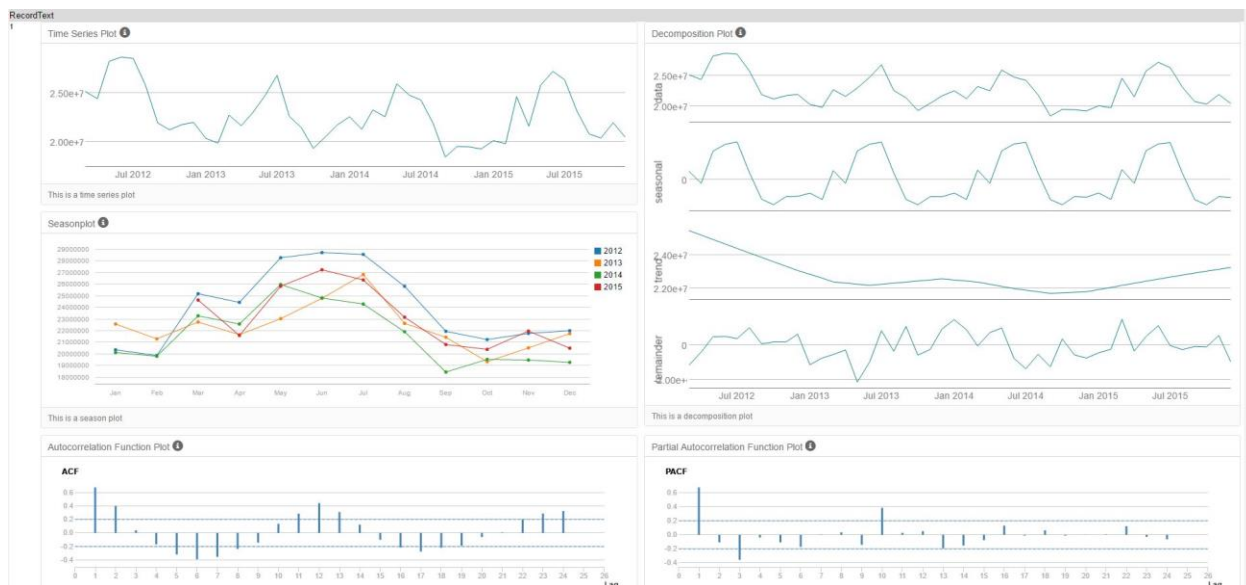 RecordText
1
Time Series Plot
2.50e+7
2.00e+7
Jul 2012 Jan 2013 Jul 2013 Jan 2014 Jul 2014 Jan 2015 Jul 2015
This is a time series plot
Seasonplot
29000000
28000000
27000000
26000000
25000000
24000000
23000000
22000000
21000000
20000000
19000000
18000000
2012
2013
2014
2015
Jan Feb Mar Apr May Jun Jul Aug Sep Oct Nov Dec
This is a season plot
Decomposition Plot
2.50e+7
2.00e+7
data
0
seasonal
2.40e+7
2.20e+7
trend
0
remainder
Jul 2012 Jan 2013 Jul 2013 Jan 2014 Jul 2014 Jan 2015 Jul 2015
This is a decomposition plot
Autocorrelation Function Plot
ACF
0.6
0.4
0.2
0.0
-0.2
-0.4
0 1 2 3 4 5 6 7 8 9 10 11 12 13 14 15 16 17 18 19 20 21 22 23 24 25 26
Partial Autocorrelation Function Plot
PACF
0.6
0.4
0.2
0.0
-0.2
-0.4
0 1 2 3 4 5 6 7 8 9 10 11 12 13 14 15 16 17 18 19 20 21 22 23 24 25 26